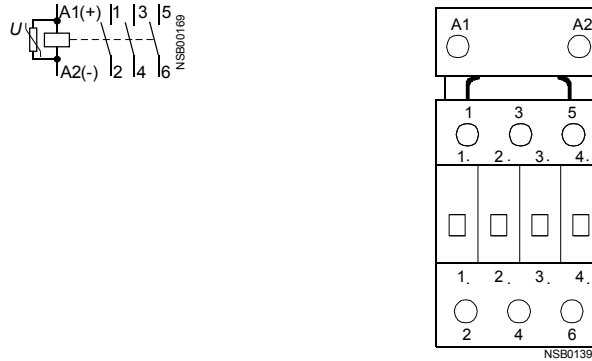 A1(+) 1 3 5
U
A2(-) 2 4 6
NSB00169
A1 A2
1 3 5
1. 2. 3. 4.
1. 2. 3. 4.
2 4 6
NSB0139